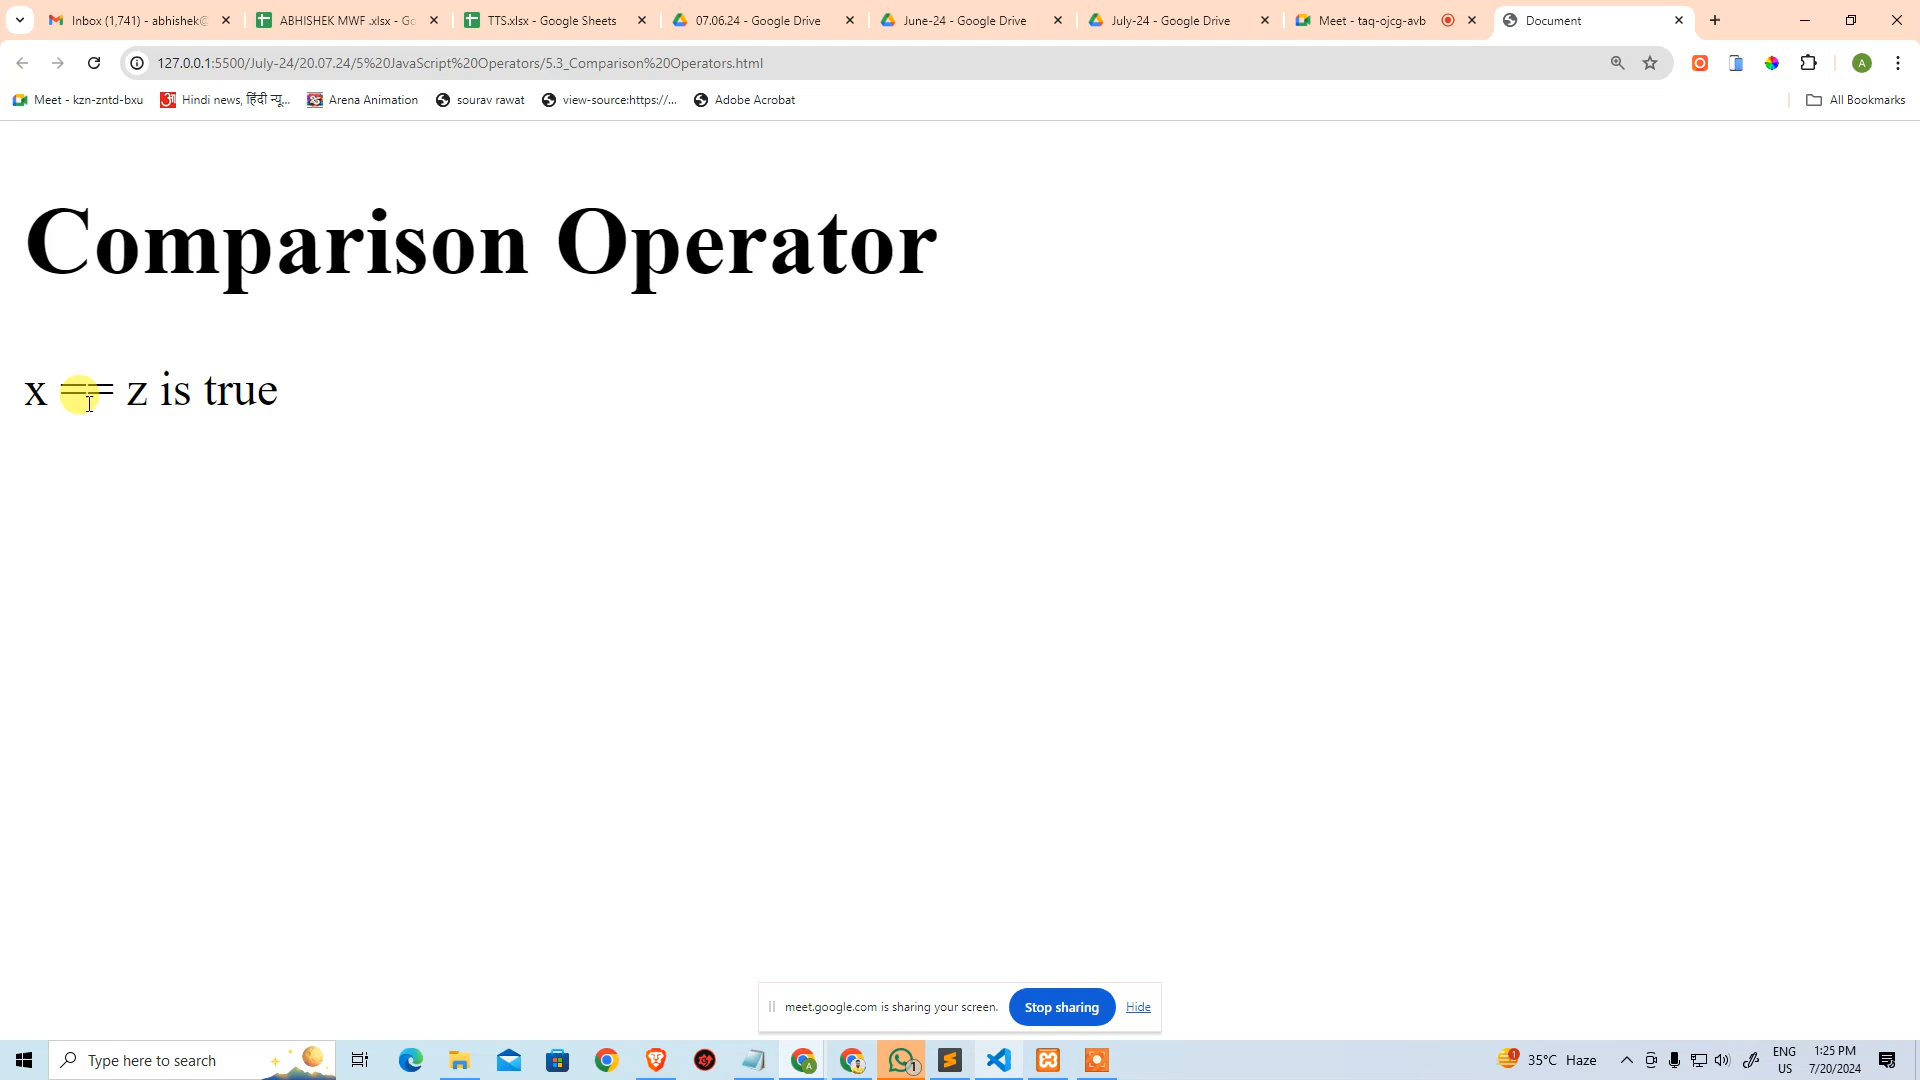 Inbox (1,741) - abhishek@
ABHISHEK MWF .xlsx - Go
TTS.xlsx - Google Sheets
07.06.24 - Google Drive
June-24 - Google Drive
July-24 - Google Drive
Meet - taq-ojcg-avb
Document
127.0.0.1:5500/July-24/20.07.24/5%20JavaScript%20Operators/5.3_Comparison%20Operators.html
A
Meet - kzn-zntd-bxu
Hindi news, हिंदी न्यू...
Arena Animation
sourav rawat
view-source:https://...
Adobe Acrobat
All Bookmarks
Comparison Operator
x == z is true
meet.google.com is sharing your screen.
Stop sharing
Hide
Type here to search
A
1
1
35°C Haze
ENG
US
1:25 PM
7/20/2024